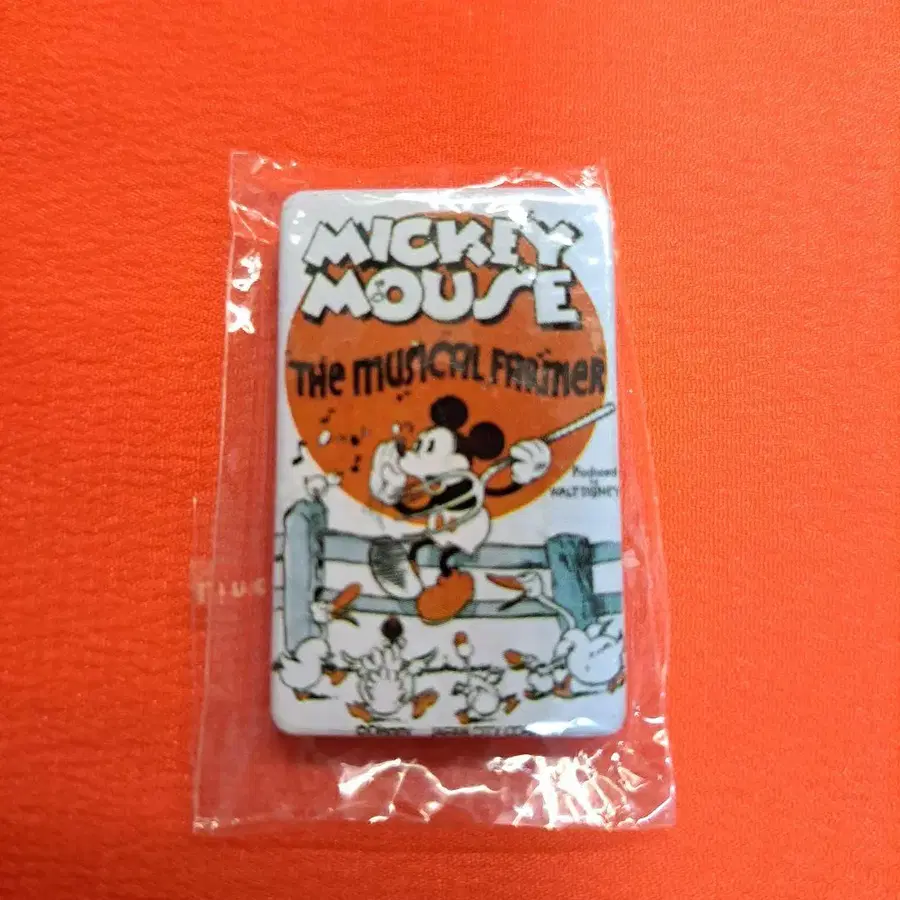 MICKEY
MOUSE
THE MUSICAL FARMER
Produced
by
WALT DISNEY